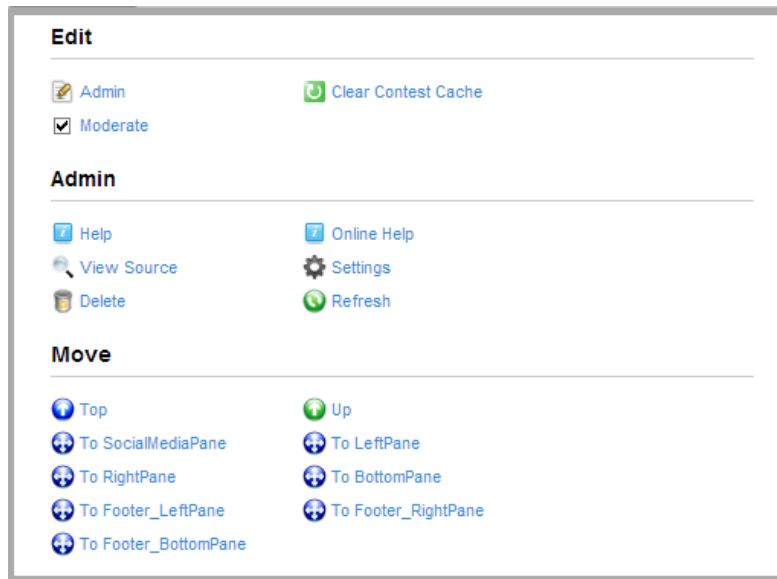 Edit
Admin
Clear Contest Cache
Moderate
Admin
Help
Online Help
View Source
Settings
Delete
Refresh
Move
Top
Up
To SocialMediaPane
To LeftPane
To RightPane
To BottomPane
To Footer_LeftPane
To Footer_RightPane
To Footer_BottomPane